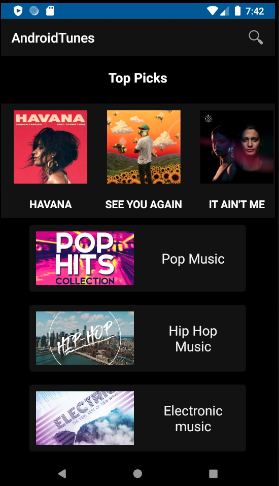 7:42
AndroidTunes
Top Picks
HAVANA
HAVANA
SEE YOU AGAIN
IT AIN'T ME
POP
HITS
COLLECTION
Pop Music
HIP HOP
Hip Hop
Music
ELECTRONIC
Electronic
music